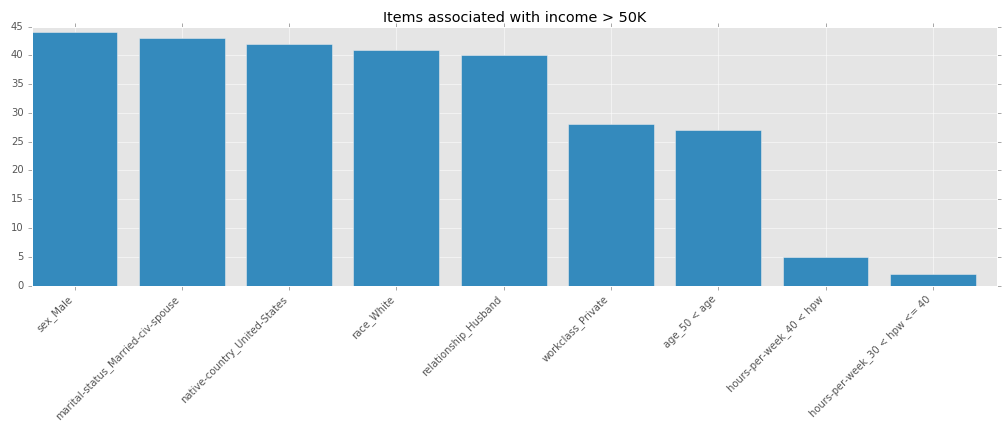 Items associated with income > 50K
45
40
35
30
25
20
15
10
5
0
sex_Male
marital-status_Married-civ-spouse
native-country_United-States
race_White
relationship_Husband
workclass_Private
age_50 < age
hours-per-week_40 < hpw
hours-per-week_30 < hpw <= 40